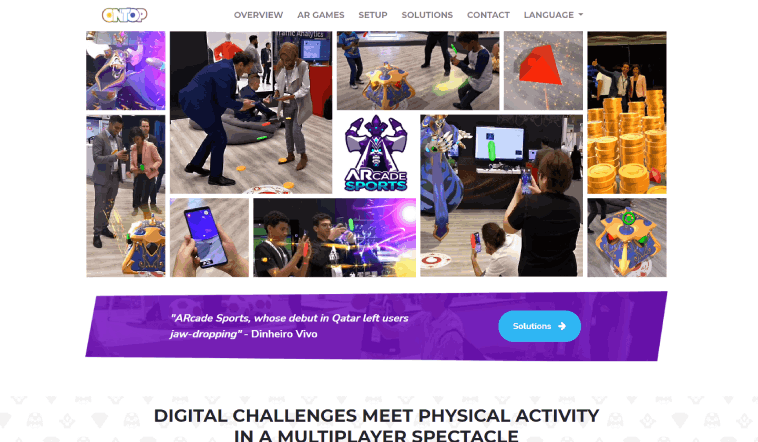 ONTOP
OVERVIEW AR GAMES SETUP SOLUTIONS CONTACT LANGUAGE
Traffic Analytics
ARcade
SPORTS
"ARcade Sports, whose debut in Qatar left users
jaw-dropping" - Dinheiro Vivo
Solutions
DIGITAL CHALLENGES MEET PHYSICAL ACTIVITY
IN A MULTIPLAYER SPECTACLE